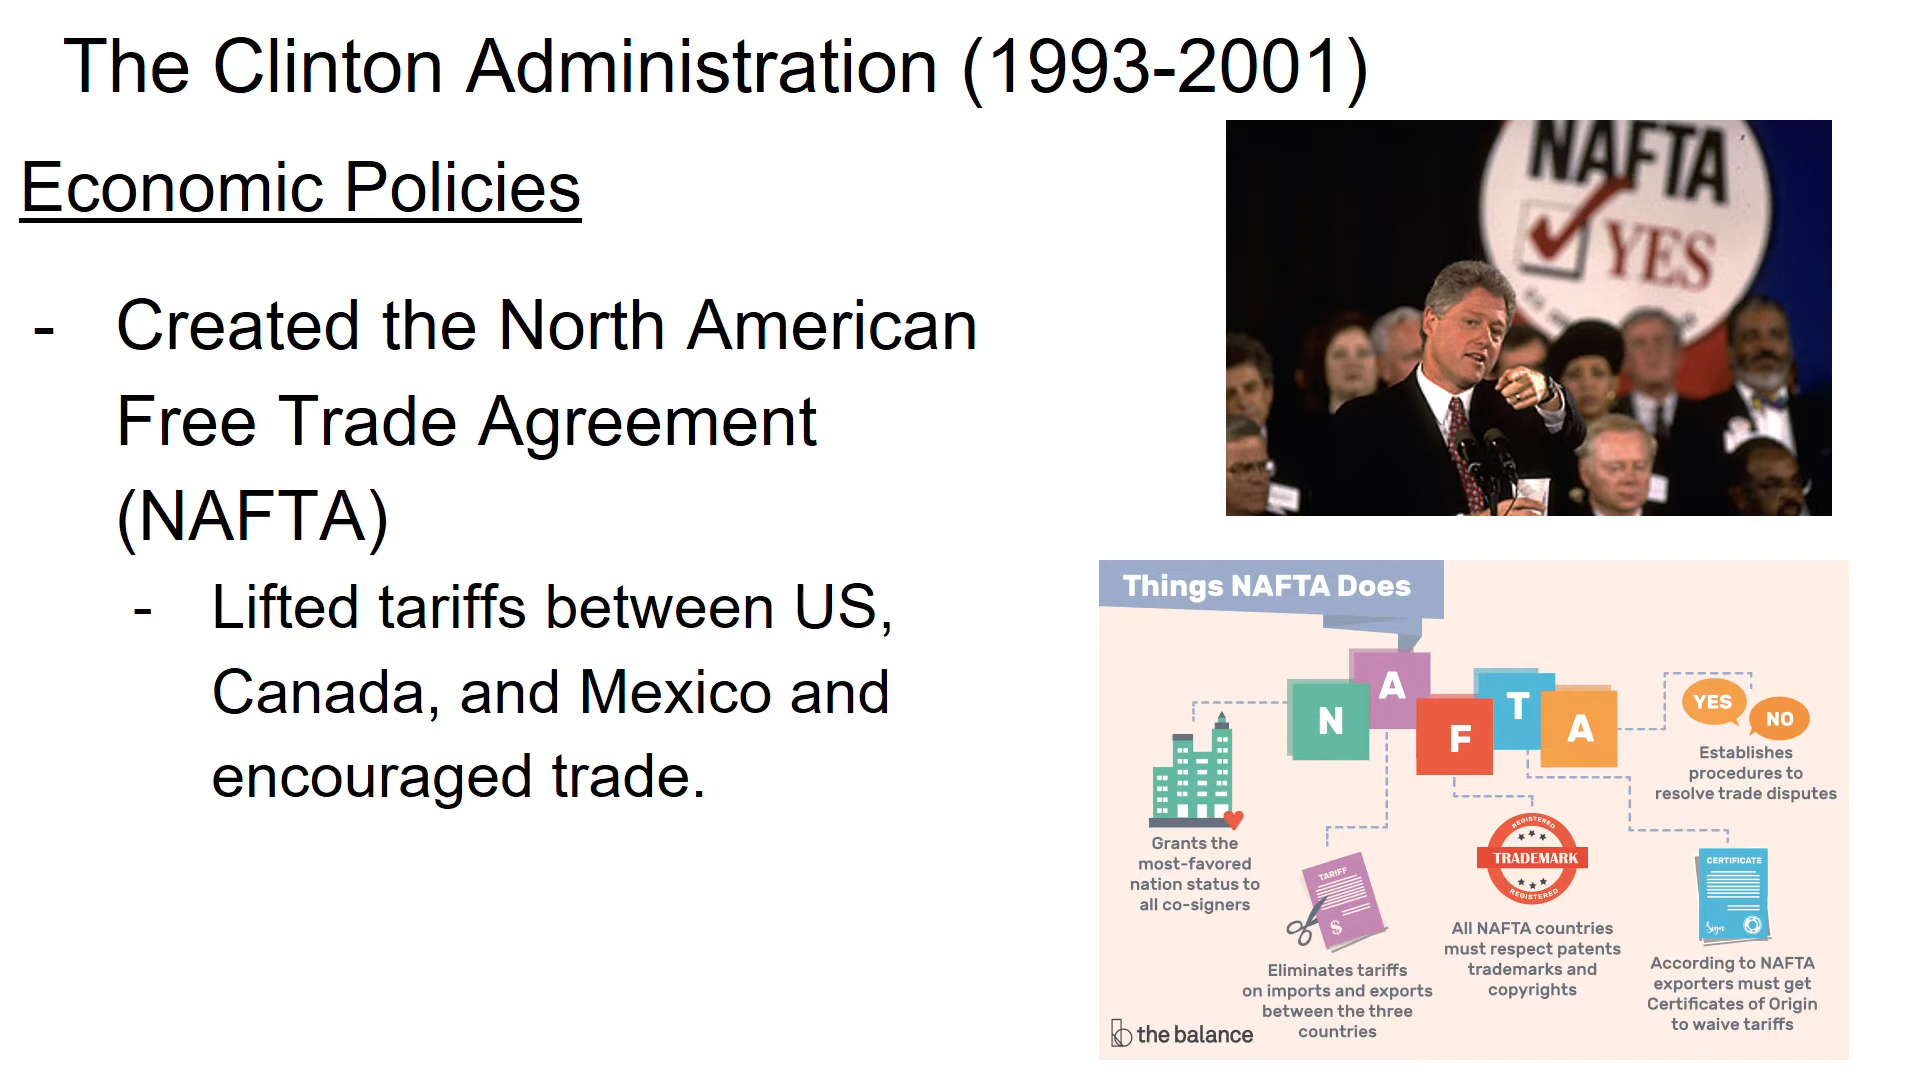 The Clinton Administration (1993-2001)
Economic Policies
- Created the North American
Free Trade Agreement
(NAFTA)
- Lifted tariffs between US,
Canada, and Mexico and
encouraged trade.
NAFTA
YES
Things NAFTA Does
N
A
F
T
A
YES
NO
Establishes
procedures to
resolve trade disputes
Grants the
most-favored
nation status to
all co-signers
TARIFF
$
Eliminates tariffs
on imports and exports
between the three
countries
REGISTERED
TRADEMARK
REGISTERED
All NAFTA countries
must respect patents
trademarks and
copyrights
CERTIFICATE
Sign
According to NAFTA
exporters must get
Certificates of Origin
to waive tariffs
the balance